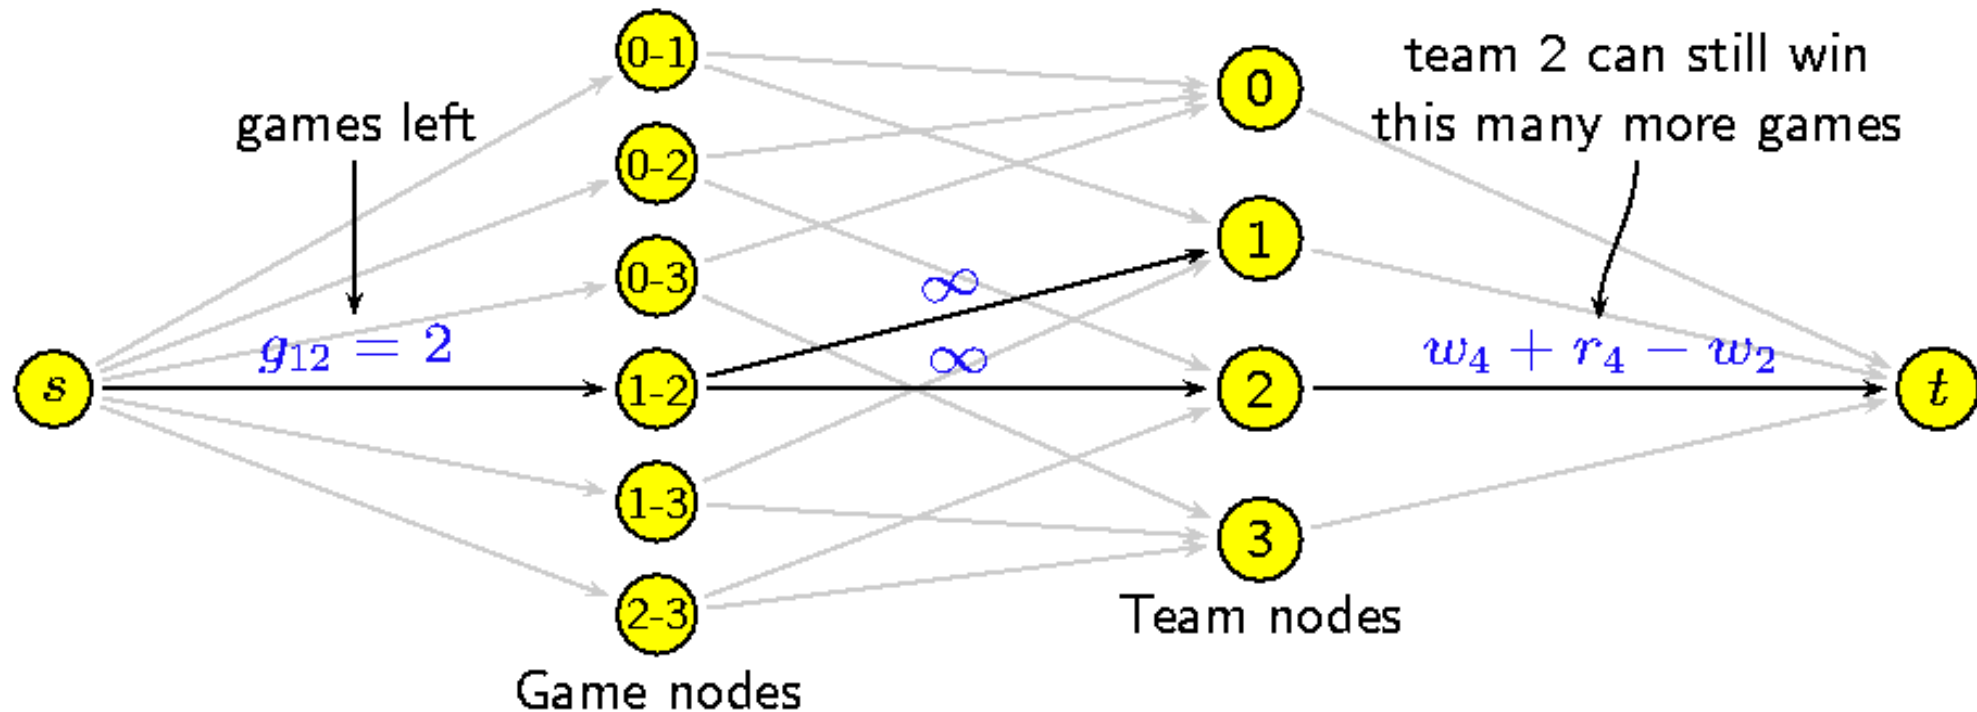 0-1
0
team 2 can still win
this many more games
games left
0-2
1
0-3
∞
g₁₂ = 2
∞
w₄ + r₄ − w₂
s
1-2
2
t
1-3
3
2-3
Team nodes
Game nodes